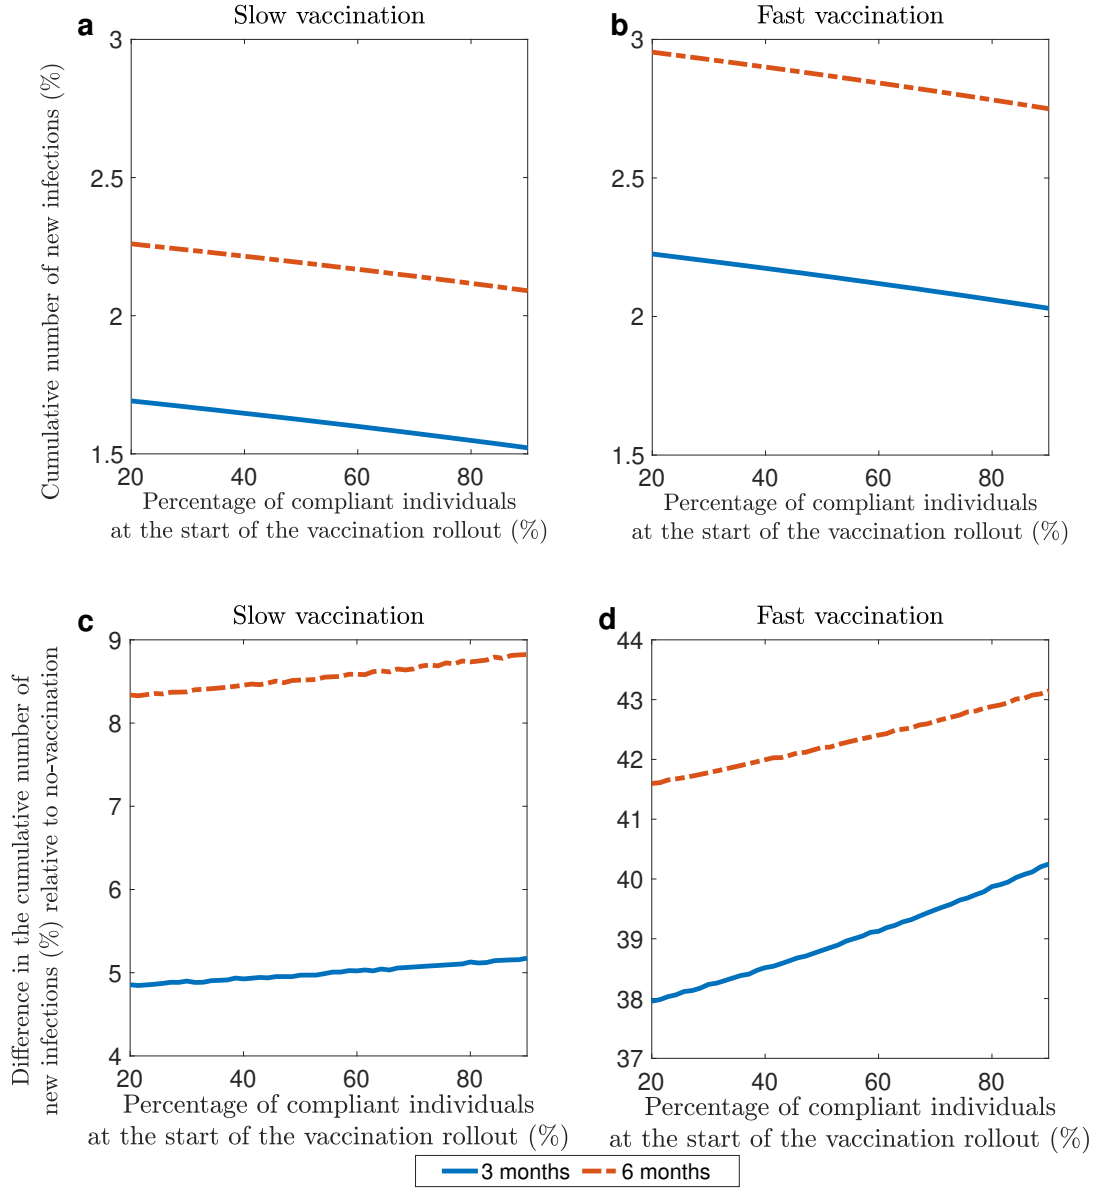 a
Slow vaccination
3
2.5
2
1.5
20 40 60 80
Cumulative number of new infections (%)
Percentage of compliant individuals
at the start of the vaccination rollout (%)
b
Fast vaccination
3
2.5
2
1.5
20 40 60 80
Percentage of compliant individuals
at the start of the vaccination rollout (%)
c
Slow vaccination
9
8
7
6
5
4
20 40 60 80
Difference in the cumulative number of
new infections (%) relative to no-vaccination
Percentage of compliant individuals
at the start of the vaccination rollout (%)
d
Fast vaccination
44
43
42
41
40
39
38
37
20 40 60 80
Percentage of compliant individuals
at the start of the vaccination rollout (%)
3 months 6 months